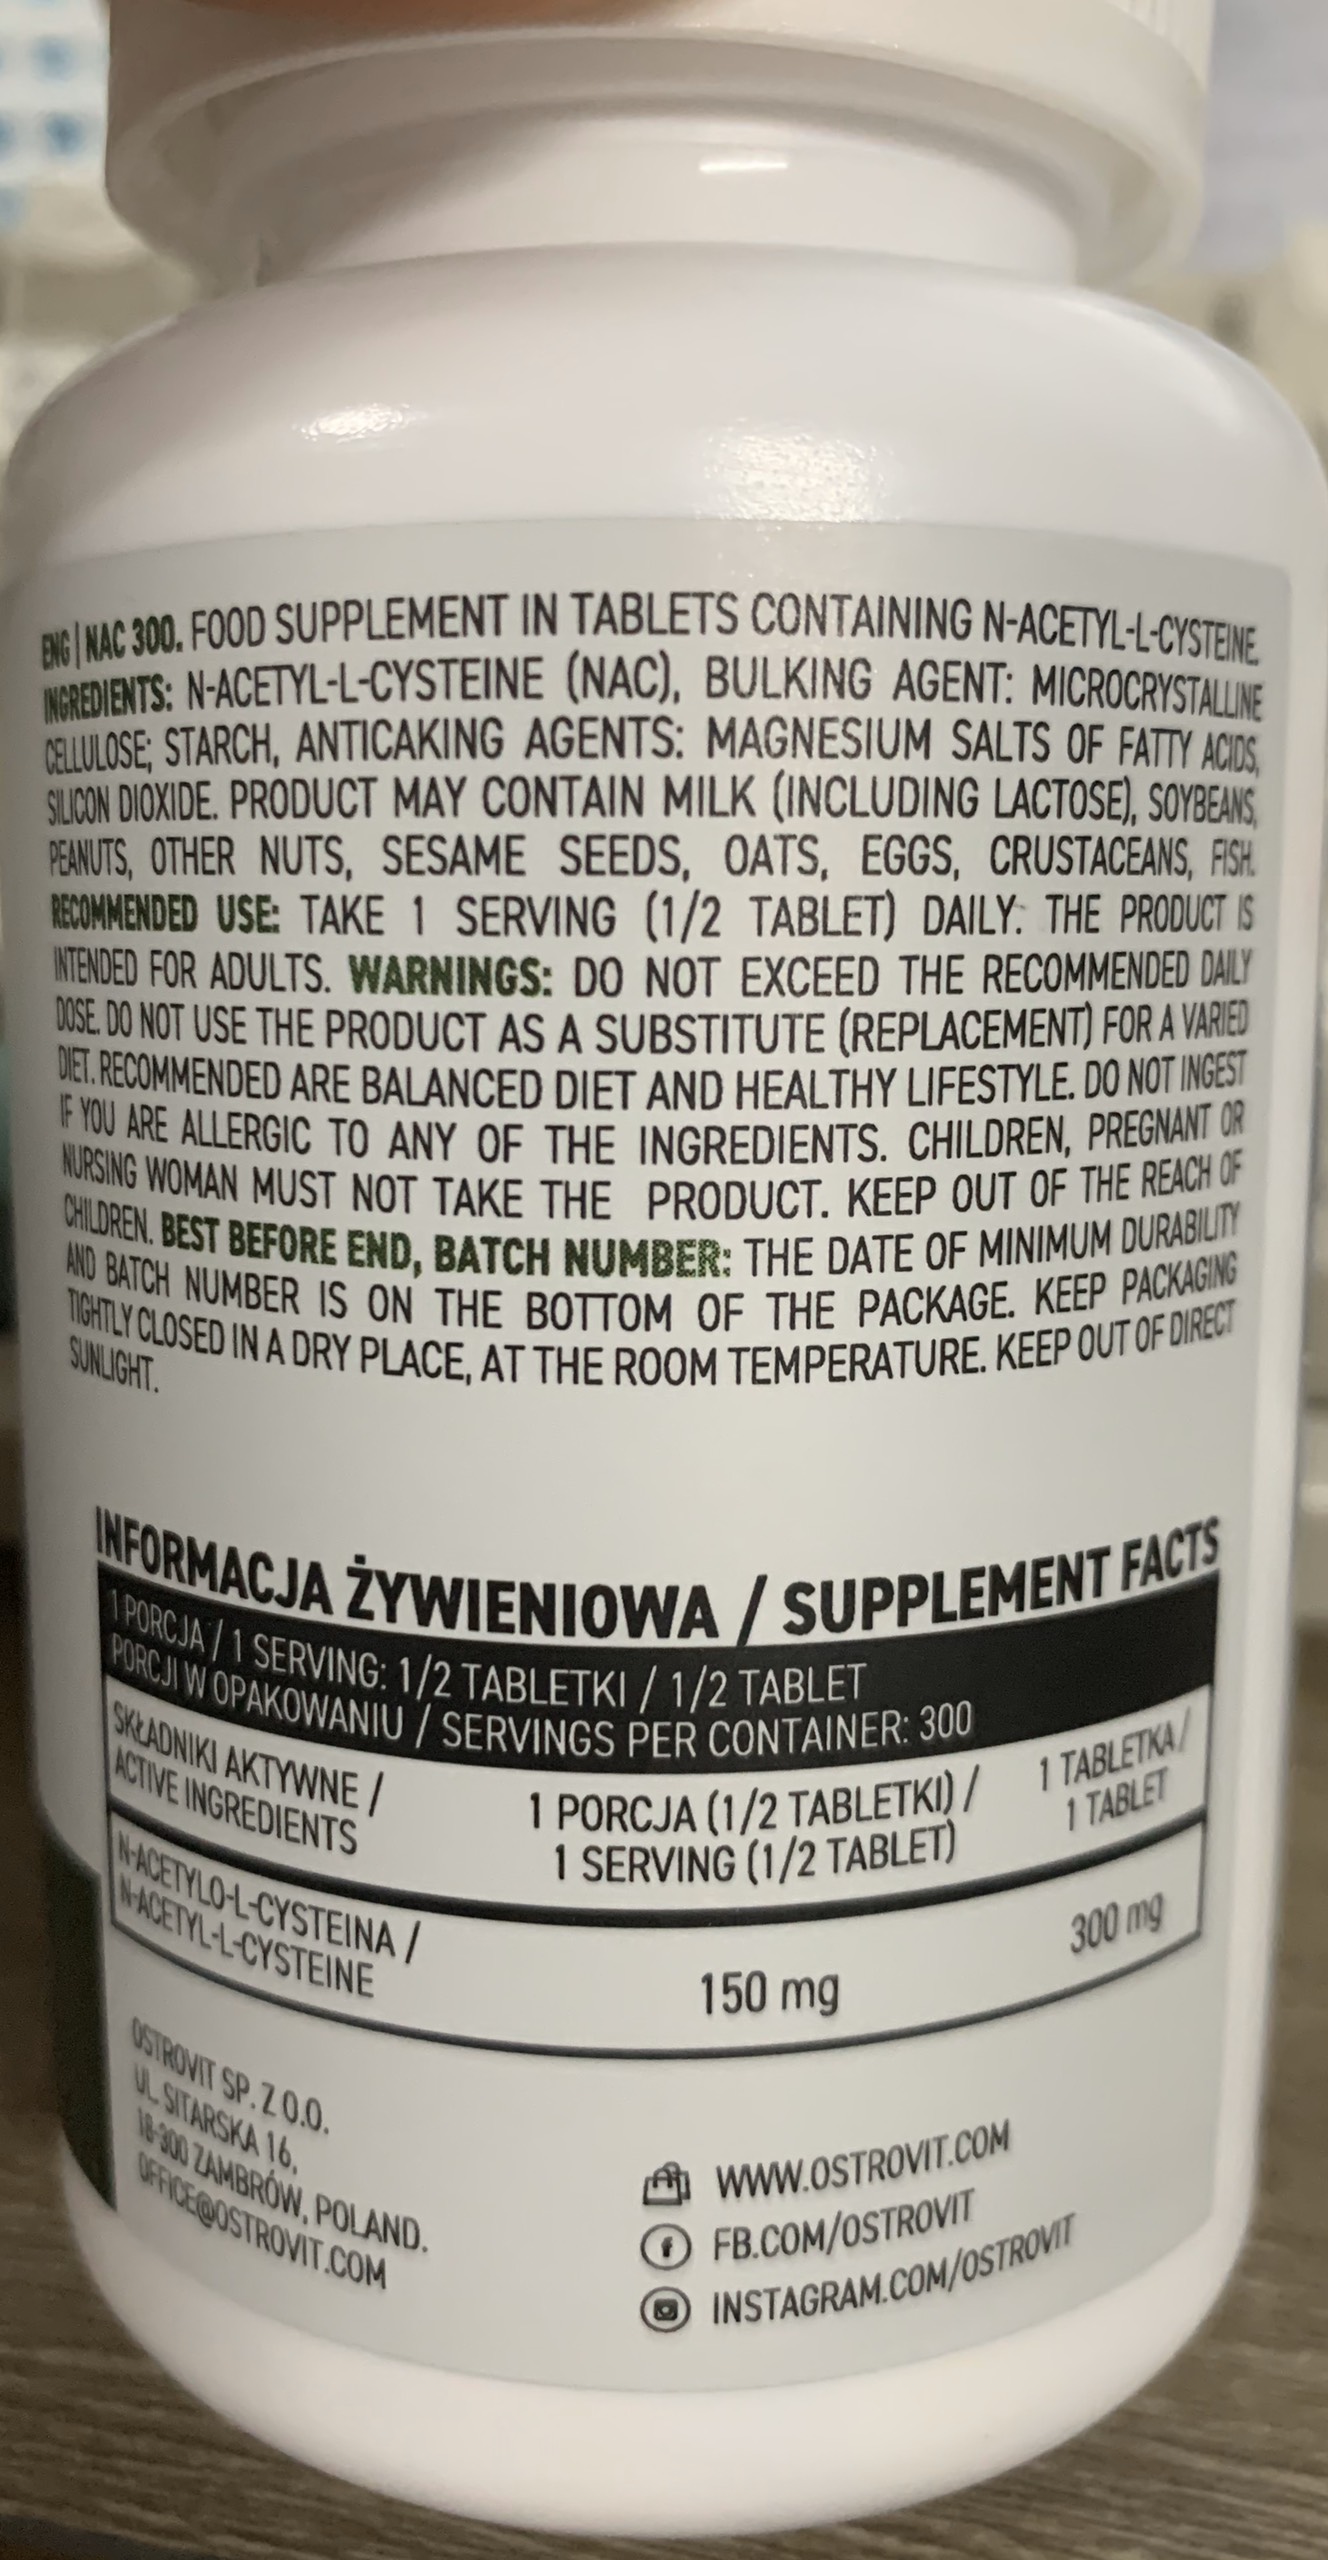 ENG | NAC 300. FOOD SUPPLEMENT IN TABLETS CONTAINING N-ACETYL-L-CYSTEINE.
INGREDIENTS: N-ACETYL-L-CYSTEINE (NAC), BULKING AGENT: MICROCRYSTALLINE
CELLULOSE; STARCH, ANTICAKING AGENTS: MAGNESIUM SALTS OF FATTY ACIDS,
SILICON DIOXIDE. PRODUCT MAY CONTAIN MILK (INCLUDING LACTOSE), SOYBEANS,
PEANUTS, OTHER NUTS, SESAME SEEDS, OATS, EGGS, CRUSTACEANS, FISH.
RECOMMENDED USE: TAKE 1 SERVING (1/2 TABLET) DAILY. THE PRODUCT IS
INTENDED FOR ADULTS. WARNINGS: DO NOT EXCEED THE RECOMMENDED DAILY
DOSE. DO NOT USE THE PRODUCT AS A SUBSTITUTE (REPLACEMENT) FOR A VARIED
DIET. RECOMMENDED ARE BALANCED DIET AND HEALTHY LIFESTYLE. DO NOT INGEST
IF YOU ARE ALLERGIC TO ANY OF THE INGREDIENTS. CHILDREN, PREGNANT OR
NURSING WOMAN MUST NOT TAKE THE PRODUCT. KEEP OUT OF THE REACH OF
CHILDREN. BEST BEFORE END, BATCH NUMBER: THE DATE OF MINIMUM DURABILITY
AND BATCH NUMBER IS ON THE BOTTOM OF THE PACKAGE. KEEP PACKAGING
TIGHTLY CLOSED IN A DRY PLACE, AT THE ROOM TEMPERATURE. KEEP OUT OF DIRECT
SUNLIGHT.
INFORMACJA ŻYWIENIOWA / SUPPLEMENT FACTS
1 PORCJA / 1 SERVING: 1/2 TABLETKI / 1/2 TABLET
PORCJI W OPAKOWANIU / SERVINGS PER CONTAINER: 300
SKŁADNIKI AKTYWNE /
ACTIVE INGREDIENTS
1 PORCJA (1/2 TABLETKI) /
1 SERVING (1/2 TABLET)
1 TABLETKA /
1 TABLET
N-ACETYLO-L-CYSTEINA /
N-ACETYL-L-CYSTEINE
150 mg
300 mg
OSTROVIT SP. Z O.O.
UL. SITARSKA 16,
18-300 ZAMBRÓW, POLAND.
OFFICE@OSTROVIT.COM
WWW.OSTROVIT.COM
FB.COM/OSTROVIT
INSTAGRAM.COM/OSTROVIT